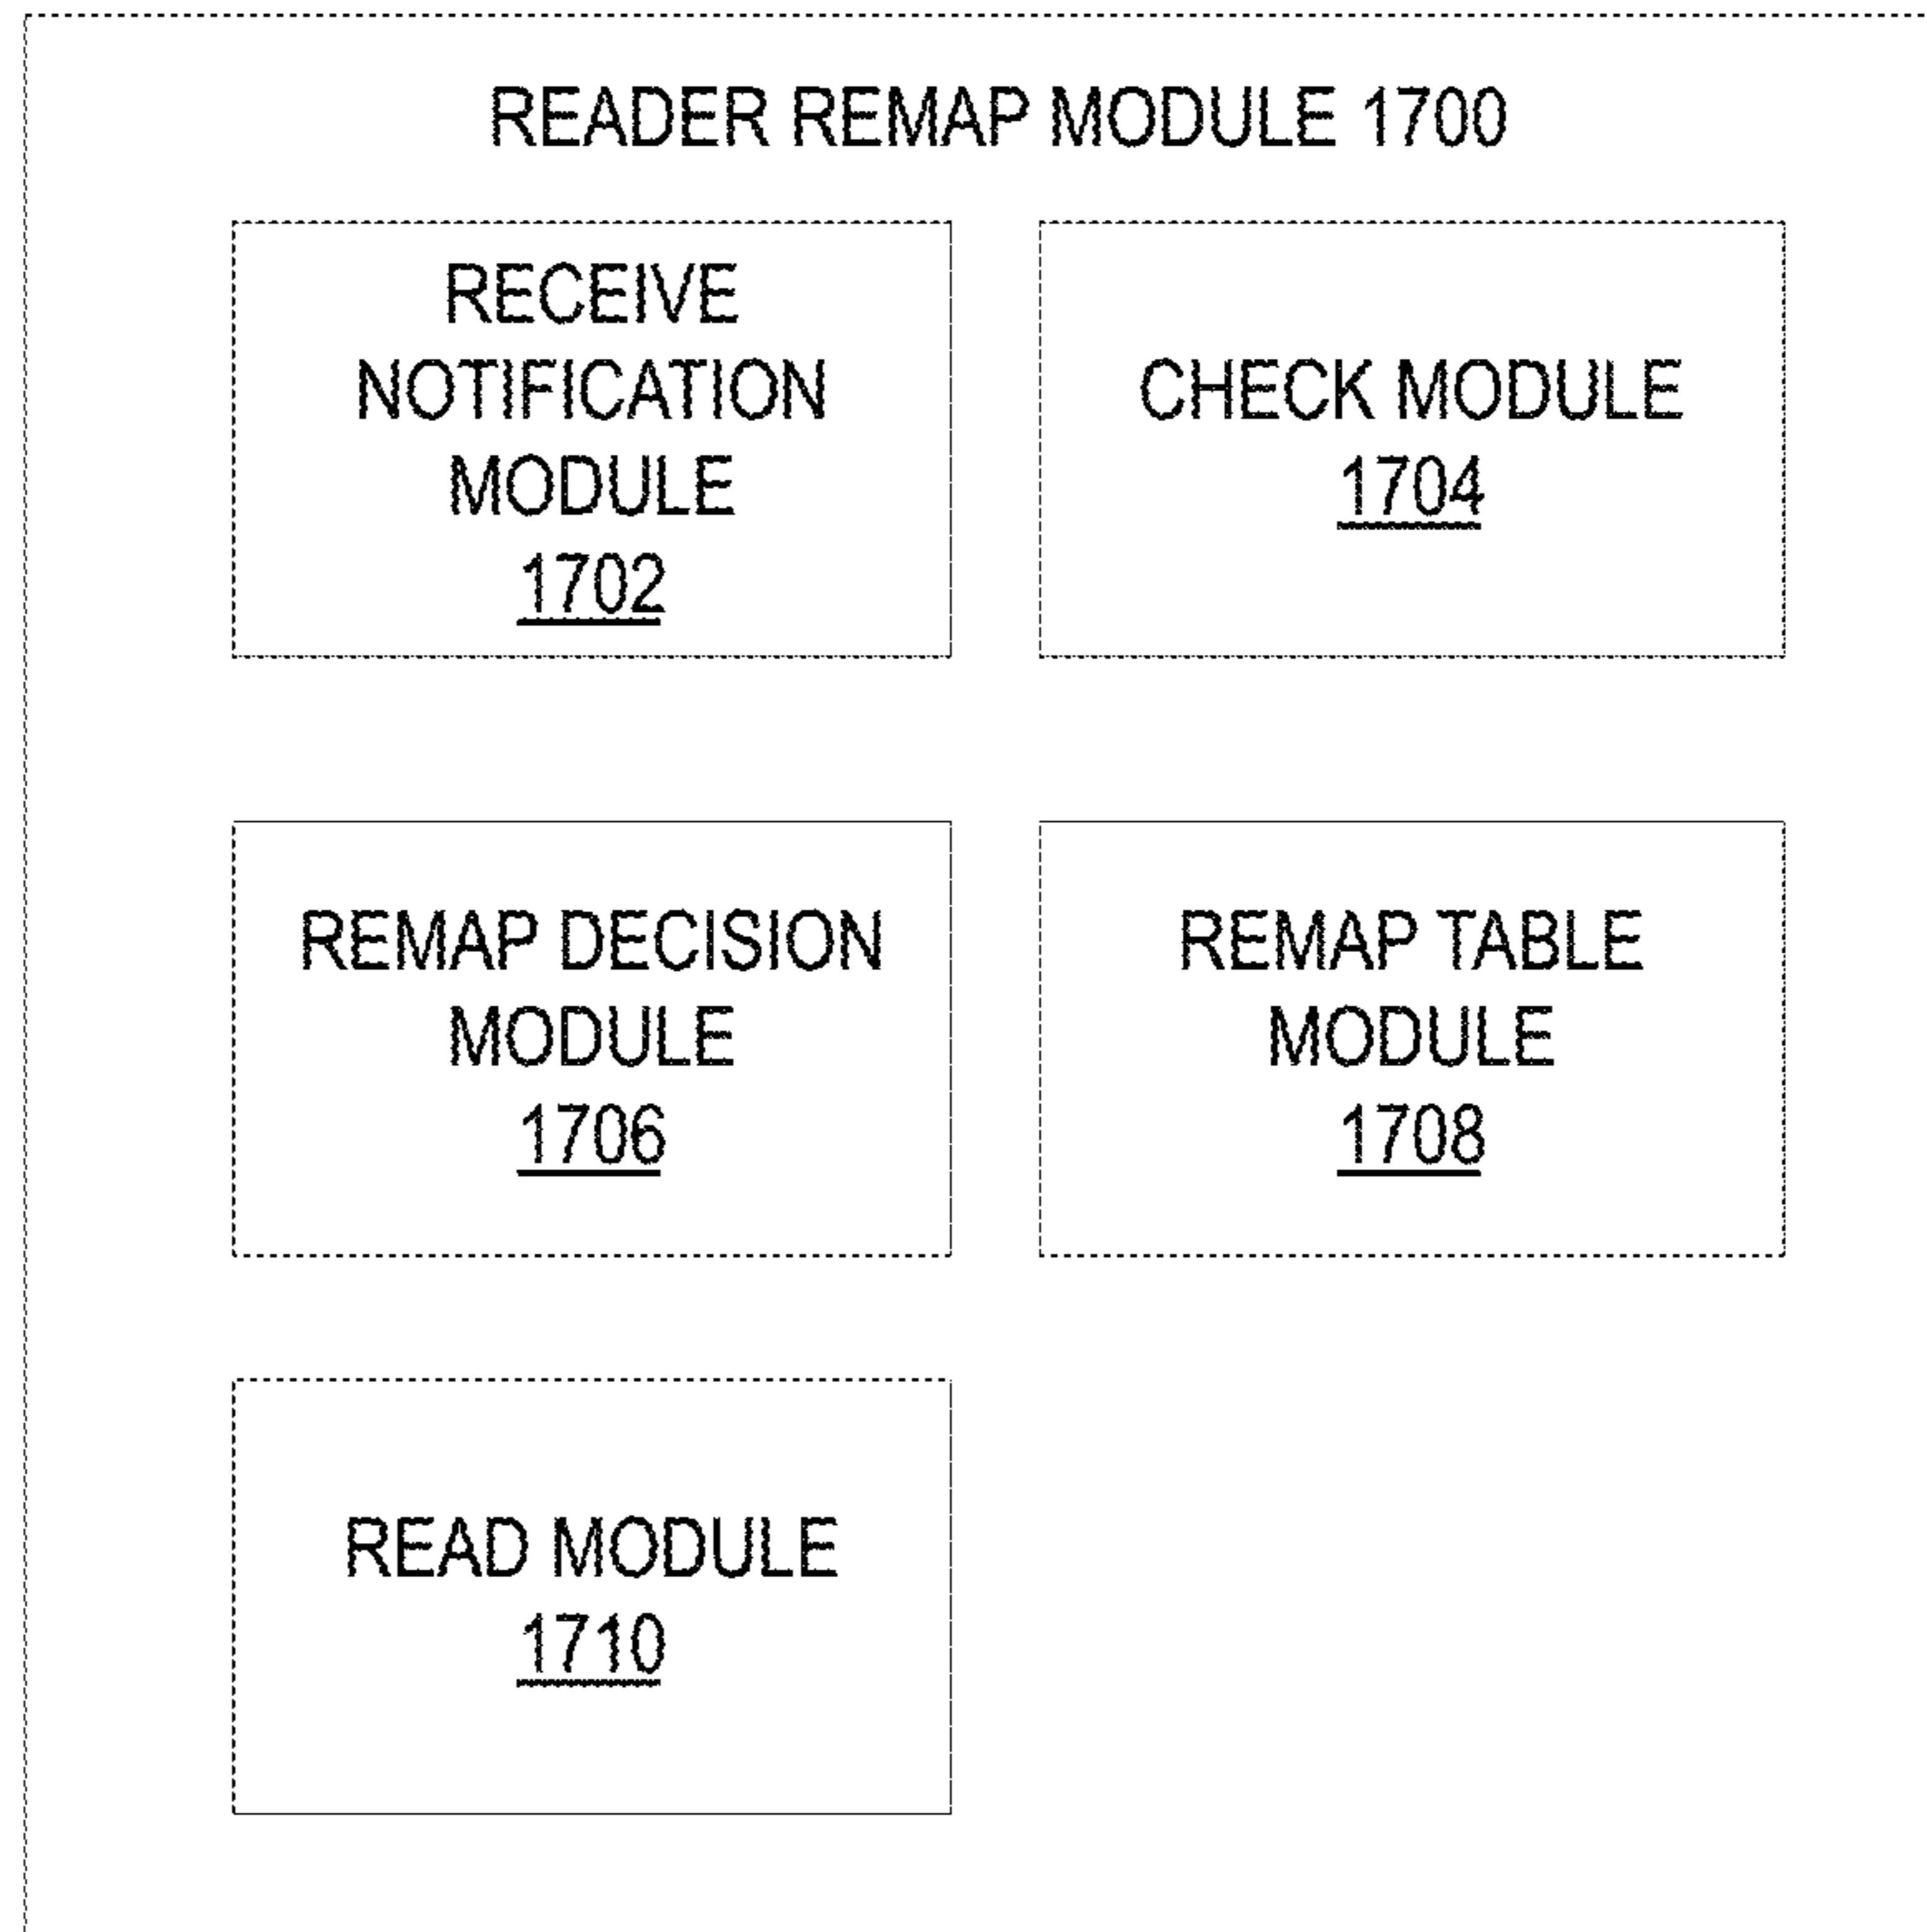 READER REMAP MODULE 1700
RECEIVE
NOTIFICATION
MODULE
1702
CHECK MODULE
1704
REMAP DECISION
MODULE
1706
REMAP TABLE
MODULE
1708
READ MODULE
1710